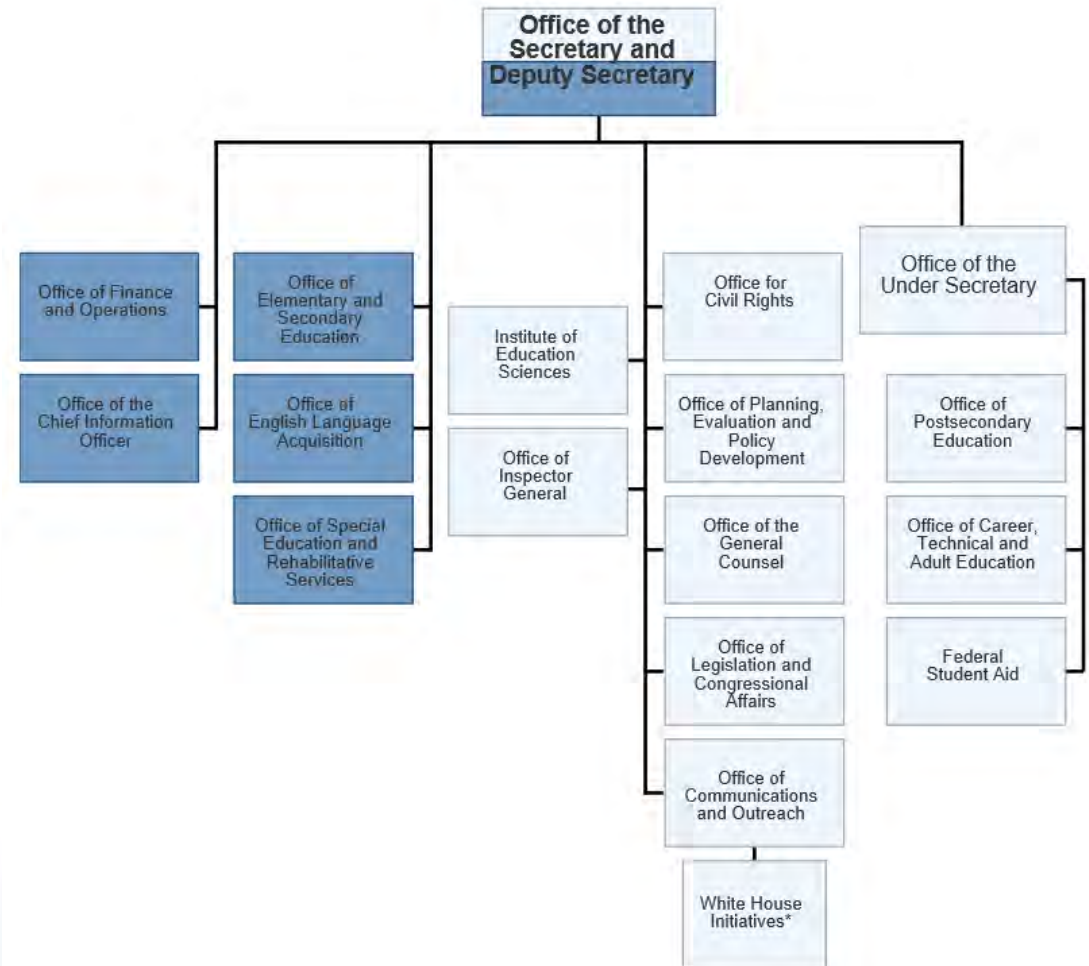 Office of the
Secretary and
Deputy Secretary
Office of Finance
and Operations
Office of the
Chief Information
Officer
Office of
Elementary and
Secondary
Education
Office of
English Language
Acquisition
Office of Special
Education and
Rehabilitative
Services
Institute of
Education
Sciences
Office of
Inspector
General
Office for
Civil Rights
Office of Planning,
Evaluation and
Policy
Development
Office of the
General
Counsel
Office of
Legislation and
Congressional
Affairs
Office of
Communications
and Outreach
White House
Initiatives*
Office of the
Under Secretary
Office of
Postsecondary
Education
Office of Career,
Technical and
Adult Education
Federal
Student Aid